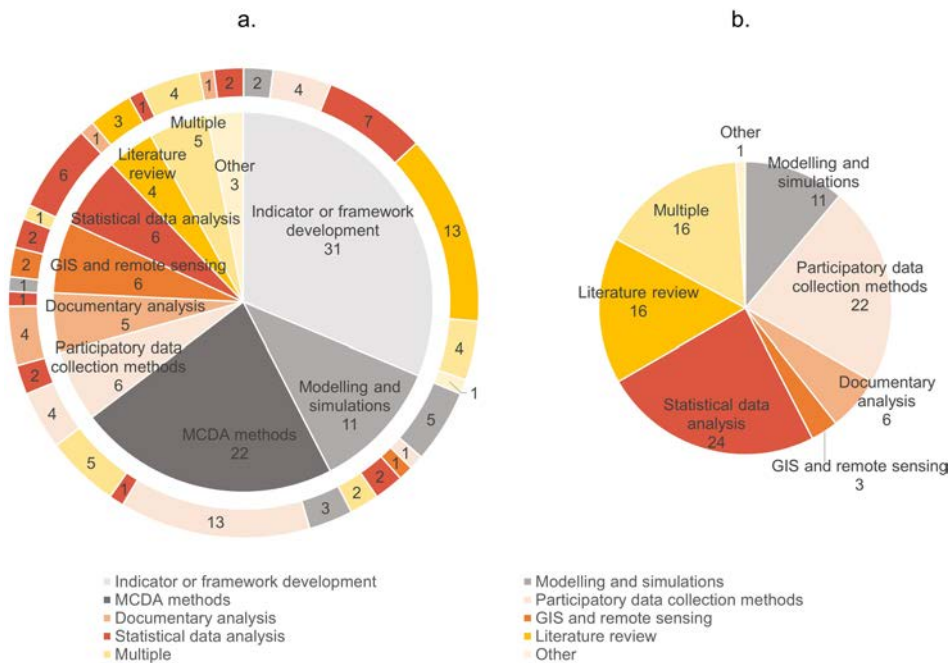 a.
b.
2
4
7
13
4
1
5
1
1
2
2
3
13
1
5
4
2
4
1
1
2
2
1
6
1
3
1
4
1
2
Indicator or framework
development
31
Modelling and
simulations
11
MCDA methods
22
Participatory data
collection methods
6
Documentary analysis
5
GIS and remote sensing
6
Statistical data analysis
6
Literature
review
4
Multiple
5
Other
3
Other
1
Modelling and
simulations
11
Participatory data
collection methods
22
Documentary
analysis
6
GIS and remote sensing
3
Statistical data
analysis
24
Literature review
16
Multiple
16
Indicator or framework development
MCDA methods
Documentary analysis
Statistical data analysis
Multiple
Modelling and simulations
Participatory data collection methods
GIS and remote sensing
Literature review
Other